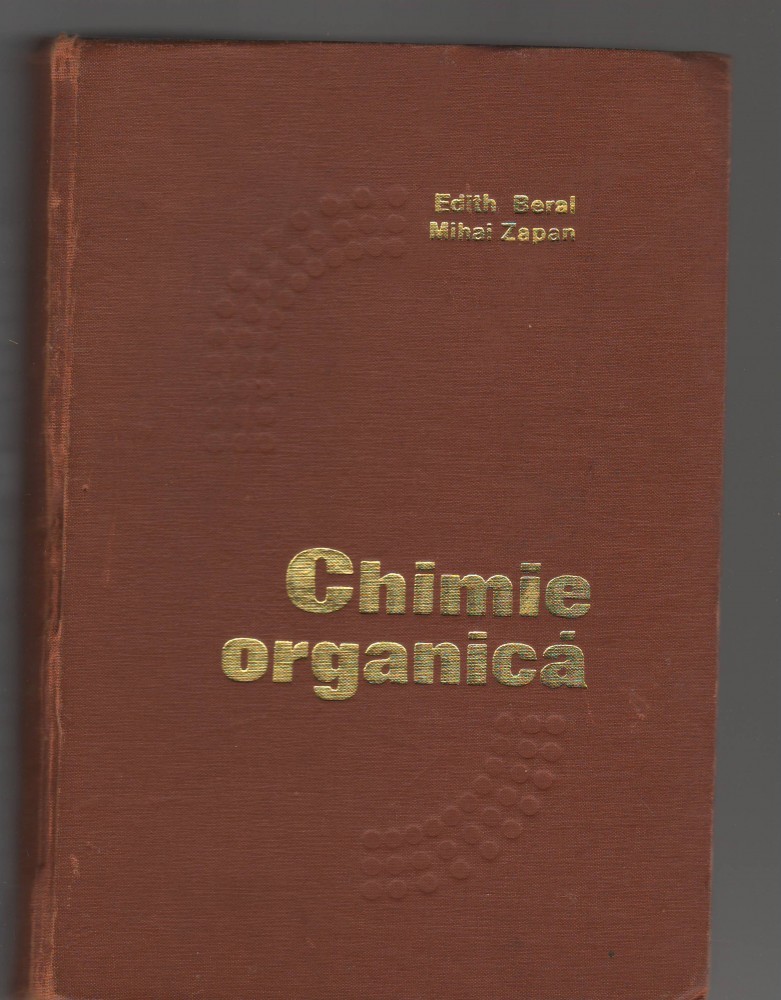 Edith Beral
Mihai Zapan
Chimie
organică